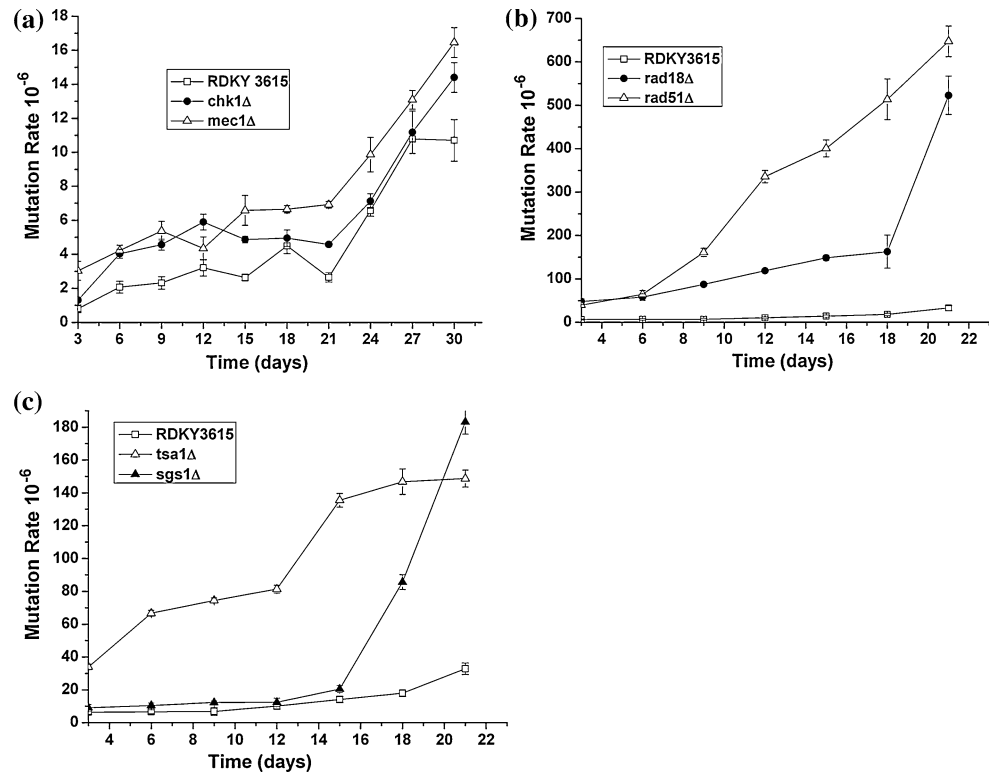 (a)
18
16
14
12
10
8
6
4
2
0
Mutation Rate 10-6
RDKY 3615
chk1Δ
mec1Δ
3 6 9 12 15 18 21 24 27 30
Time (days)
(b)
700
600
500
400
300
200
100
50
0
Mutation Rate 10-6
RDKY3615
rad18Δ
rad51Δ
4 6 8 10 12 14 16 18 20 22
Time (days)
(c)
180
160
140
120
100
80
60
40
20
0
Mutation Rate 10-6
RDKY3615
tsa1Δ
sgs1Δ
4 6 8 10 12 14 16 18 20 22
Time (days)